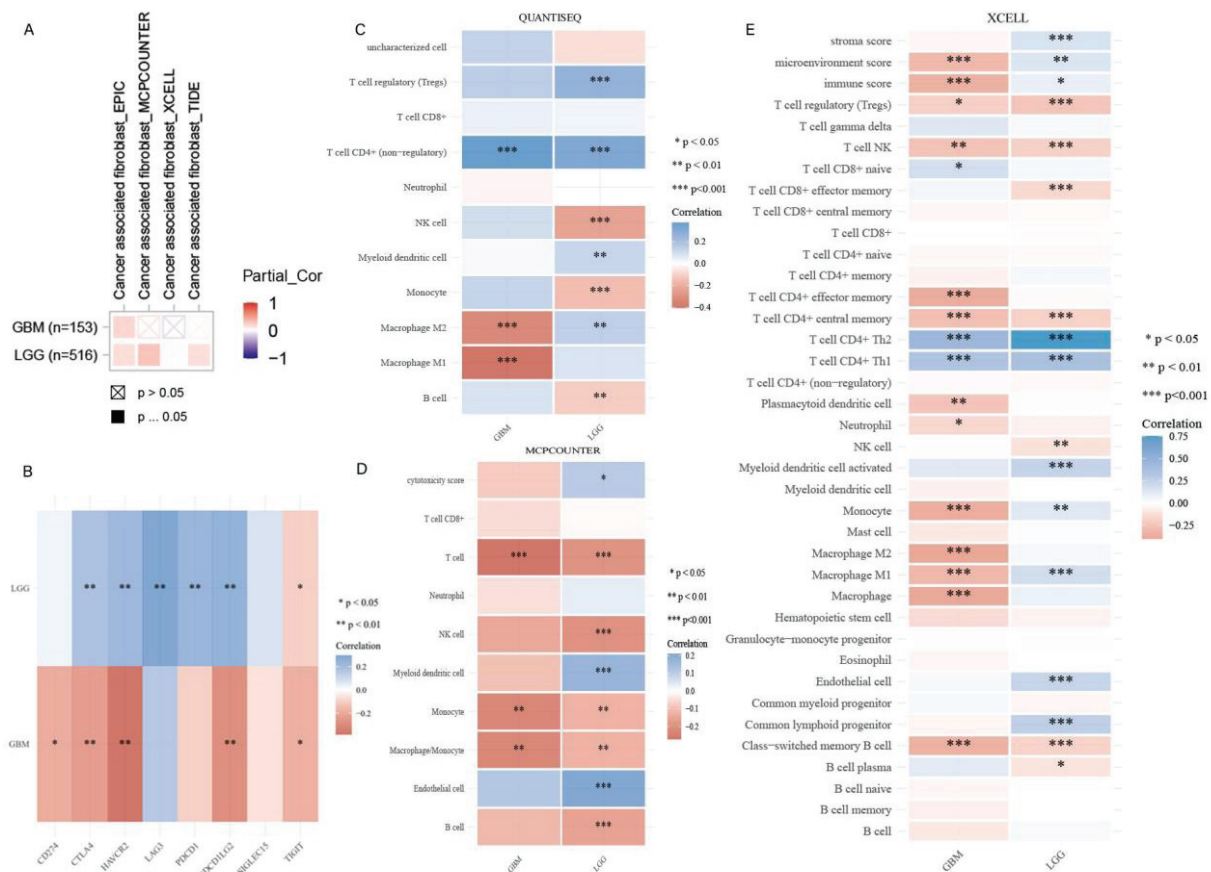 A
Cancer associated fibroblast_EPIC
Cancer associated fibroblast_MCPCOUNTER
Cancer associated fibroblast_XCELL
Cancer associated fibroblast_TIDE
GBM (n=153)
LGG (n=516)
p > 0.05
p ... 0.05
Partial_Cor
1
0
-1
B
LGG
** ** ** ** ** *
GBM
* ** ** ** *
CD274
CTLA4
HAVCR2
LAG3
PDCD1
PDCD1LG2
SIGLEC15
TIGIT
* p < 0.05
** p < 0.01
Correlation
0.2
0.0
−0.2
C
QUANTISEQ
uncharacterized cell
T cell regulatory (Tregs) ***
T cell CD8+
T cell CD4+ (non-regulatory) *** ***
Neutrophil
NK cell ***
Myeloid dendritic cell **
Monocyte ***
Macrophage M2 *** **
Macrophage M1 ***
B cell **
GBM
LGG
* p < 0.05
** p < 0.01
*** p<0.001
Correlation
0.2
0.0
−0.2
−0.4
D
MCPCOUNTER
cytotoxicity score *
T cell CD8+
T cell *** ***
Neutrophil
NK cell ***
Myeloid dendritic cell ***
Monocyte ** **
Macrophage/Monocyte ** **
Endothelial cell ***
B cell ***
GBM
LGG
* p < 0.05
** p < 0.01
*** p<0.001
Correlation
0.2
0.1
0.0
−0.1
−0.2
E
XCELL
stroma score ***
microenvironment score *** **
immune score *** *
T cell regulatory (Tregs) * ***
T cell gamma delta
T cell NK ** ***
T cell CD8+ naive *
T cell CD8+ effector memory ***
T cell CD8+ central memory
T cell CD8+
T cell CD4+ naive
T cell CD4+ memory
T cell CD4+ effector memory ***
T cell CD4+ central memory *** ***
T cell CD4+ Th2 *** ***
T cell CD4+ Th1 *** ***
T cell CD4+ (non-regulatory)
Plasmacytoid dendritic cell **
Neutrophil *
NK cell **
Myeloid dendritic cell activated ***
Myeloid dendritic cell
Monocyte *** **
Mast cell
Macrophage M2 ***
Macrophage M1 *** ***
Macrophage ***
Hematopoietic stem cell
Granulocyte−monocyte progenitor
Eosinophil
Endothelial cell ***
Common myeloid progenitor
Common lymphoid progenitor ***
Class−switched memory B cell *** ***
B cell plasma *
B cell naive
B cell memory
B cell
GBM
LGG
* p < 0.05
** p < 0.01
*** p<0.001
Correlation
0.75
0.50
0.25
0.00
−0.25